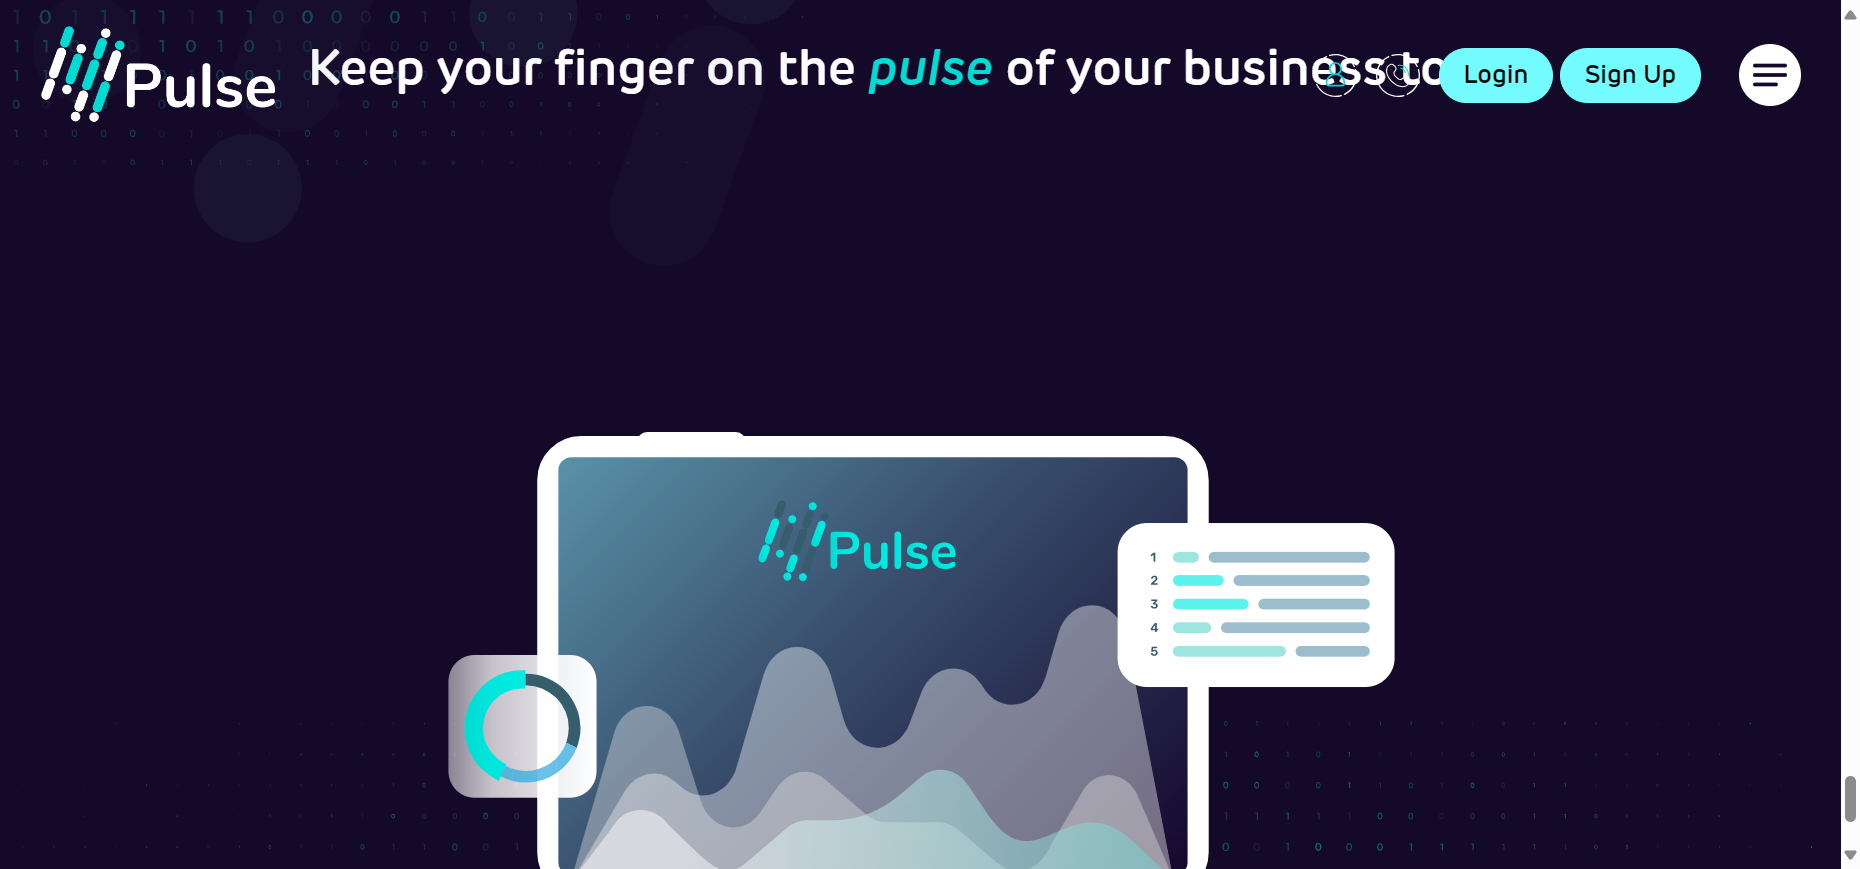 Pulse
Keep your finger on the pulse of your business to
Login
Sign Up
Pulse
1
2
3
4
5